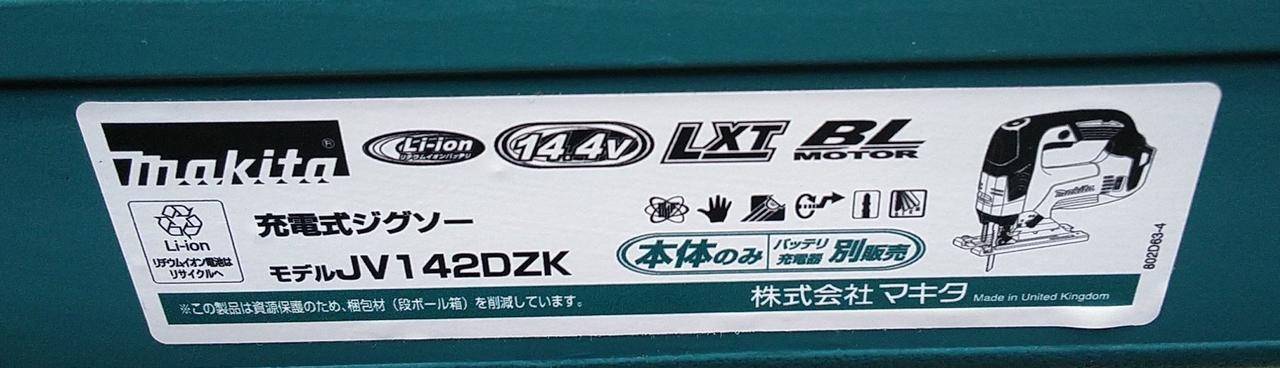 makita®
Li-ion
リチウムイオンバッテリ
14.4V
LXT
BL
MOTOR
Li-ion
リチウムイオン電池は
リサイクルへ
充電式ジグソー
モデルJV142DZK
本体のみ
バッテリ
充電器
別販売
makita
802D63-4
※この製品は資源保護のため、梱包材（段ボール箱）を削減しています。
株式会社マキタ Made in United Kingdom